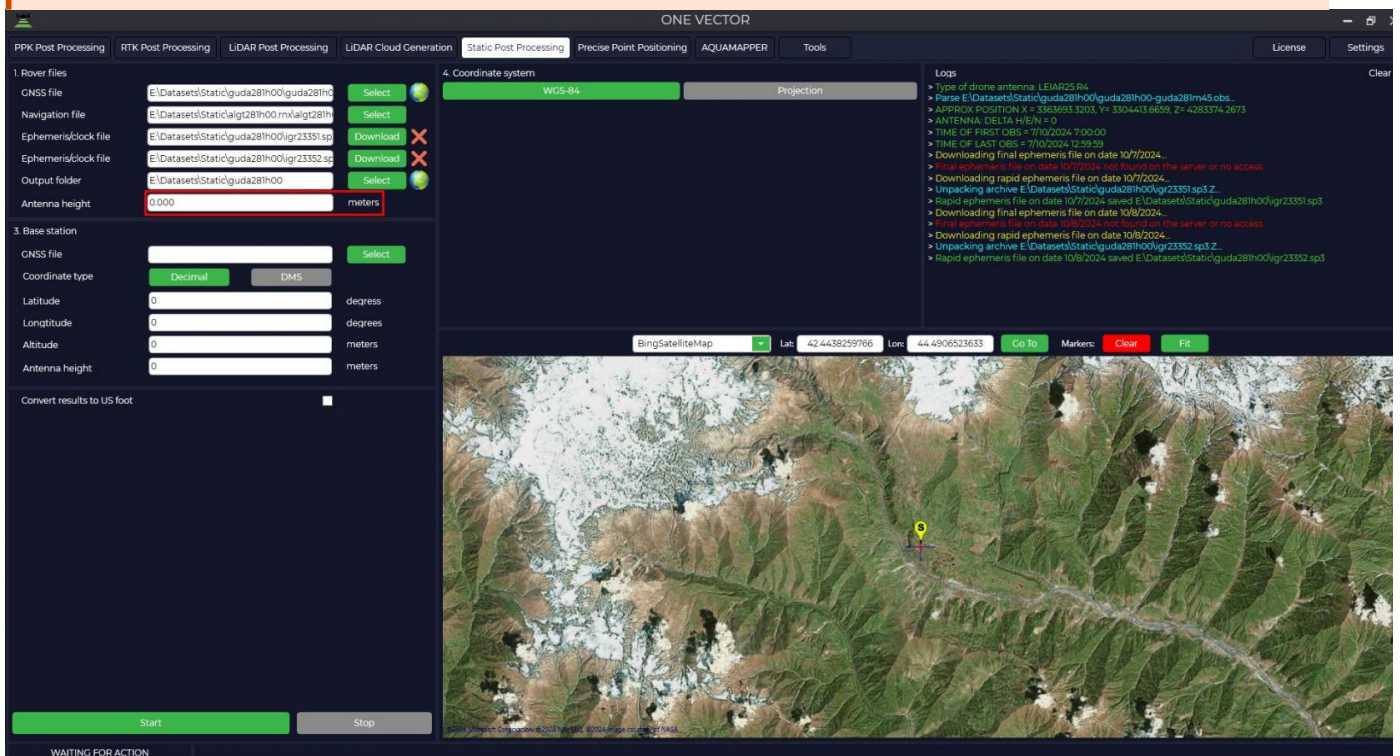 ONE VECTOR
PPK Post Processing RTK Post Processing LiDAR Post Processing LiDAR Cloud Generation Static Post Processing Precise Point Positioning AQUAMAPPER Tools License Settings
1. Rover files
GNSS file E:\Datasets\Static\guda281h00\guda281h0 Select
Navigation file E:\Datasets\Static\algt281h00.rnx\algt281h Select
Ephemeris/clock file E:\Datasets\Static\guda281h00\igr23351.sp Download
Ephemeris/clock file E:\Datasets\Static\guda281h00\igr23352.sp Download
Output folder E:\Datasets\Static\guda281h00 Select
Antenna height 0.000 meters
3. Base station
GNSS file Select
Coordinate type Decimal DMS
Latitude 0 degress
Longtitude 0 degrees
Altitude 0 meters
Antenna height 0 meters
Convert results to US foot
Start Stop
WAITING FOR ACTION
4. Coordinate system
WGS-84 Projection
Logs Clear
> Type of drone antenna: LEIAR25.R4
> Parse E:\Datasets\Static\guda281h00\guda281h00-guda281m45.obs...
> APPROX POSITION X = 3363693.3203, Y= 3304413.6659, Z= 4283374.2673
> ANTENNA: DELTA H/E/N = 0
> TIME OF FIRST OBS = 7/10/2024 7:00:00
> TIME OF LAST OBS = 7/10/2024 12:59:59
> Downloading final ephemeris file on date 10/7/2024...
> Final ephemeris file on date 10/7/2024 not found on the server or no access.
> Downloading rapid ephemeris file on date 10/7/2024...
> Unpacking archive E:\Datasets\Static\guda281h00\igr23351.sp3.Z...
> Rapid ephemeris file on date 10/7/2024 saved E:\Datasets\Static\guda281h00\igr23351.sp3
> Downloading final ephemeris file on date 10/8/2024...
> Final ephemeris file on date 10/8/2024 not found on the server or no access.
> Downloading rapid ephemeris file on date 10/8/2024...
> Unpacking archive E:\Datasets\Static\guda281h00\igr23352.sp3.Z...
> Rapid ephemeris file on date 10/8/2024 saved E:\Datasets\Static\guda281h00\igr23352.sp3
BingSatelliteMap Lat: 42.4438259766 Lon: 44.4906523633 Go To Markers: Clear Fit
S
Microsoft Corporation ©2024 ©2024 Image courtesy of NASA